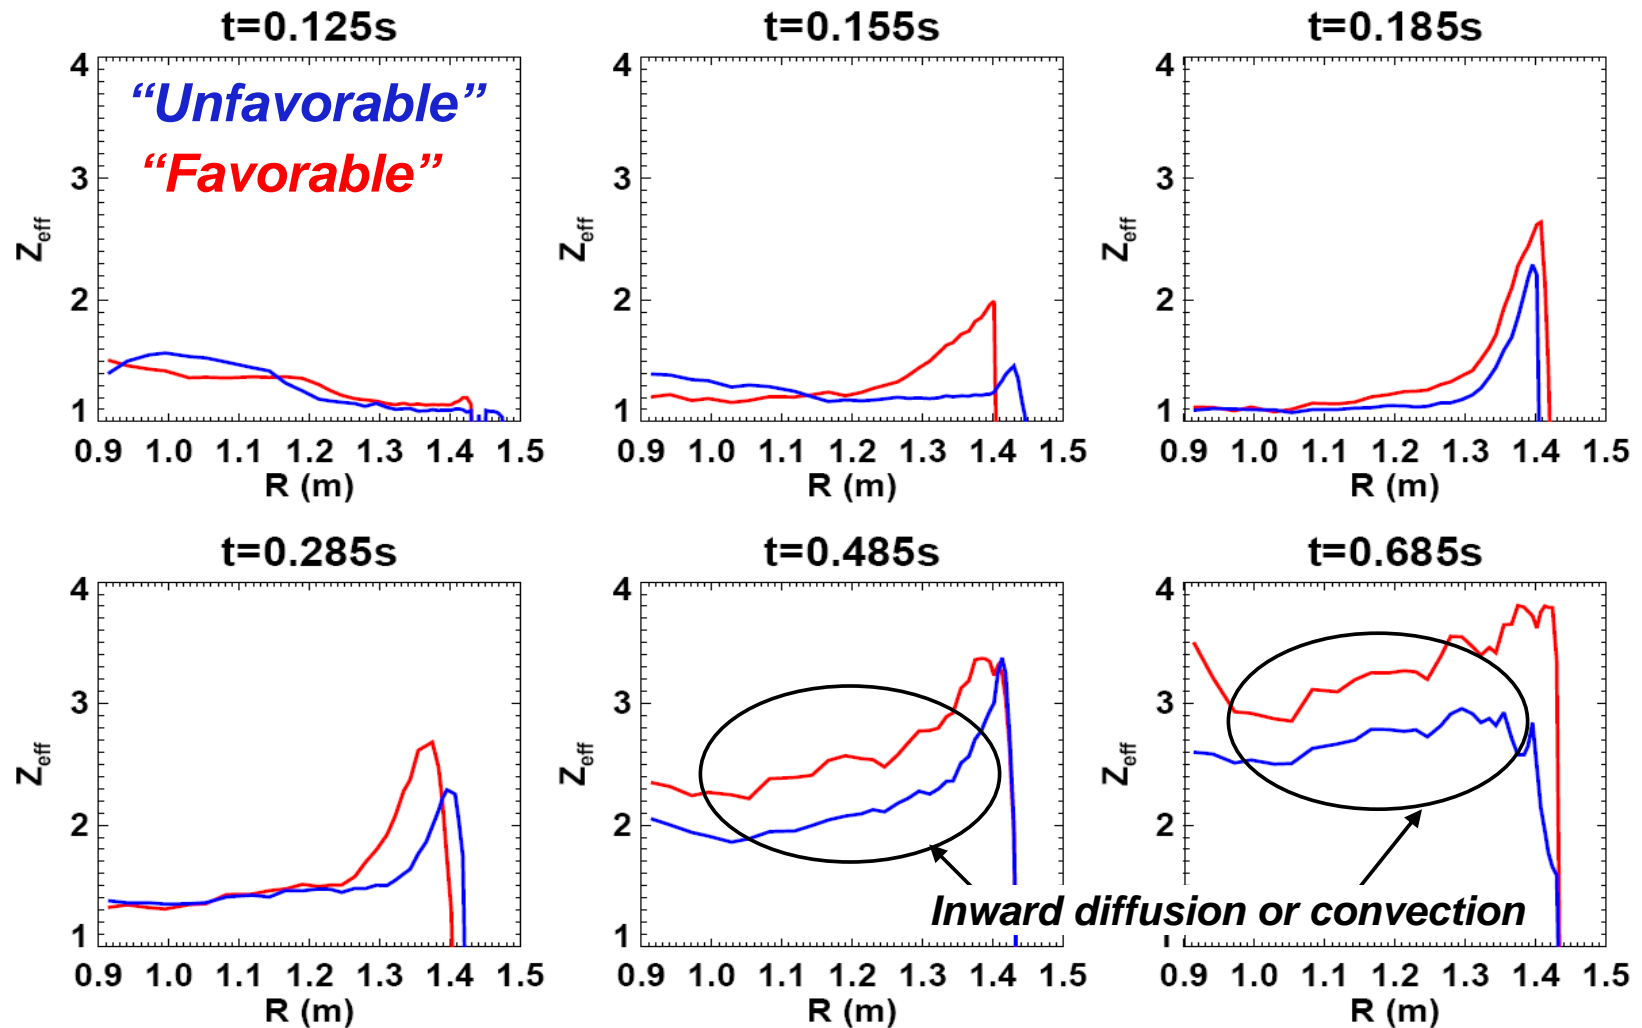 t=0.125s
t=0.155s
t=0.185s
4
3
2
1
Z_eff
"Unfavorable"
"Favorable"
0.9 1.0 1.1 1.2 1.3 1.4 1.5
R (m)
4
3
2
1
Z_eff
0.9 1.0 1.1 1.2 1.3 1.4 1.5
R (m)
4
3
2
1
Z_eff
0.9 1.0 1.1 1.2 1.3 1.4 1.5
R (m)
t=0.285s
t=0.485s
t=0.685s
4
3
2
1
Z_eff
0.9 1.0 1.1 1.2 1.3 1.4 1.5
R (m)
4
3
2
1
Z_eff
0.9 1.0 1.1 1.2 1.3 1.4 1.5
R (m)
4
3
2
Z_eff
0.9 1.0 1.1 1.2 1.3 1.4 1.5
R (m)
Inward diffusion or convection